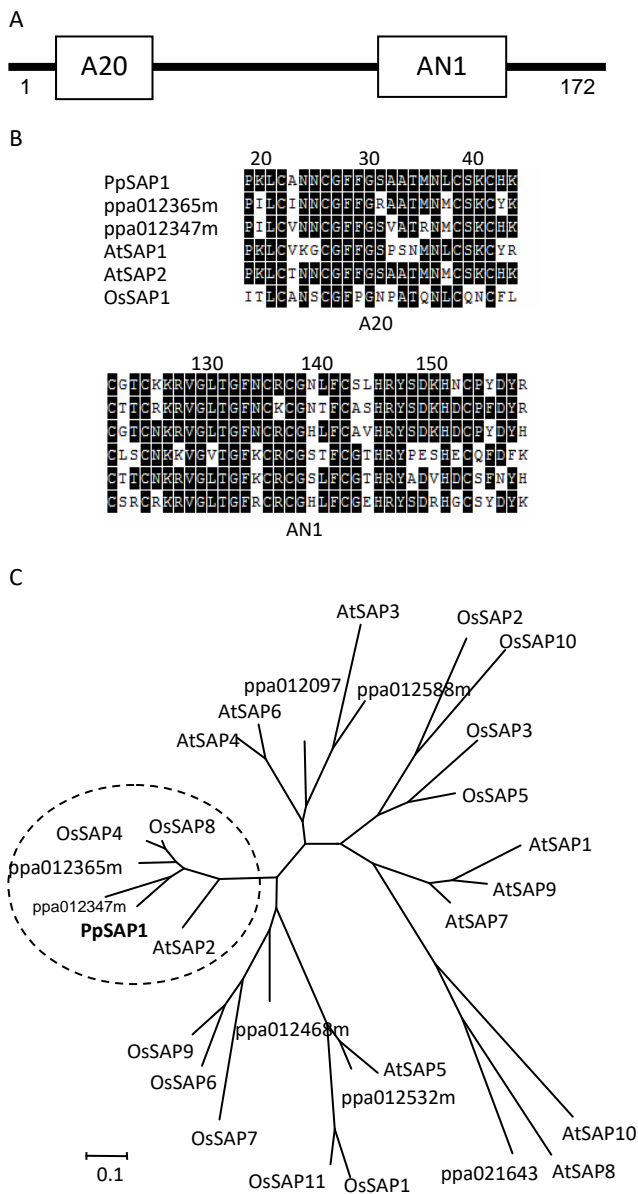 A
A20
AN1
1
172
B
20 30 40
PpSAP1 PKLCANNCGFFGSAATMNLCSKCHK
ppa012365m PILCINNCGFFGRAATMNMCSKCYK
ppa012347m PILCVNNCGFFGSVATRNMCSKCHK
AtSAP1 PKLCVKGCGFFGSPSNMNLCSKCYR
AtSAP2 PKLCTNNCGFFGSAATMNMCSKCHK
OsSAP1 ITLCANSCGFPGNPATQNLCQNCFL
A20
130 140 150
CGTCKKRVGLTGFNCRCGNLFCSLHRYSDKHNCPYDYR
CTTCRKRVGLTGFNCKCGNTFCASHRYSDKHDCPFDYR
CGTCNKRVGLTGFNCRCGHLFCAVHRYSDKHDCPYDYH
CLSCNKKVGVTGFKCRCGSTFCGTHRYPESHECQFDFK
CTTCNKRVGLTGFKCRCGSLFCGTHRYADVHDCSFNYH
CSRCRKRVGLTGFRCRCGHLFCGEHRYSDRHGCSYDYK
AN1
C
AtSAP3
OsSAP2
OsSAP10
ppa012097
ppa012588m
AtSAP6
AtSAP4
OsSAP3
OsSAP5
OsSAP4
OsSAP8
ppa012365m
ppa012347m
PpSAP1
AtSAP2
AtSAP1
AtSAP9
AtSAP7
ppa012468m
OsSAP9
OsSAP6
OsSAP7
AtSAP5
ppa012532m
OsSAP11
OsSAP1
AtSAP10
AtSAP8
ppa021643
0.1